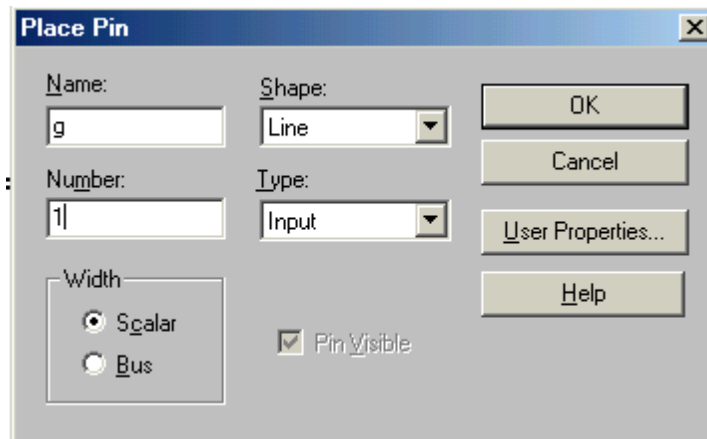 Place Pin
Name:
g
Shape:
Line
OK
Cancel
Number:
1
Type:
Input
User Properties...
Help
Width
Scalar
Bus
Pin Visible